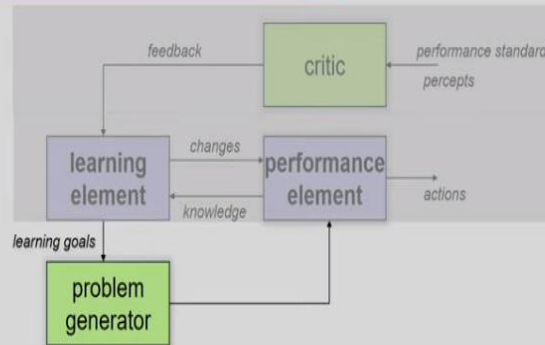 feedback
critic
performance standard
percepts
learning
element
changes
performance
element
knowledge
actions
learning goals
problem
generator